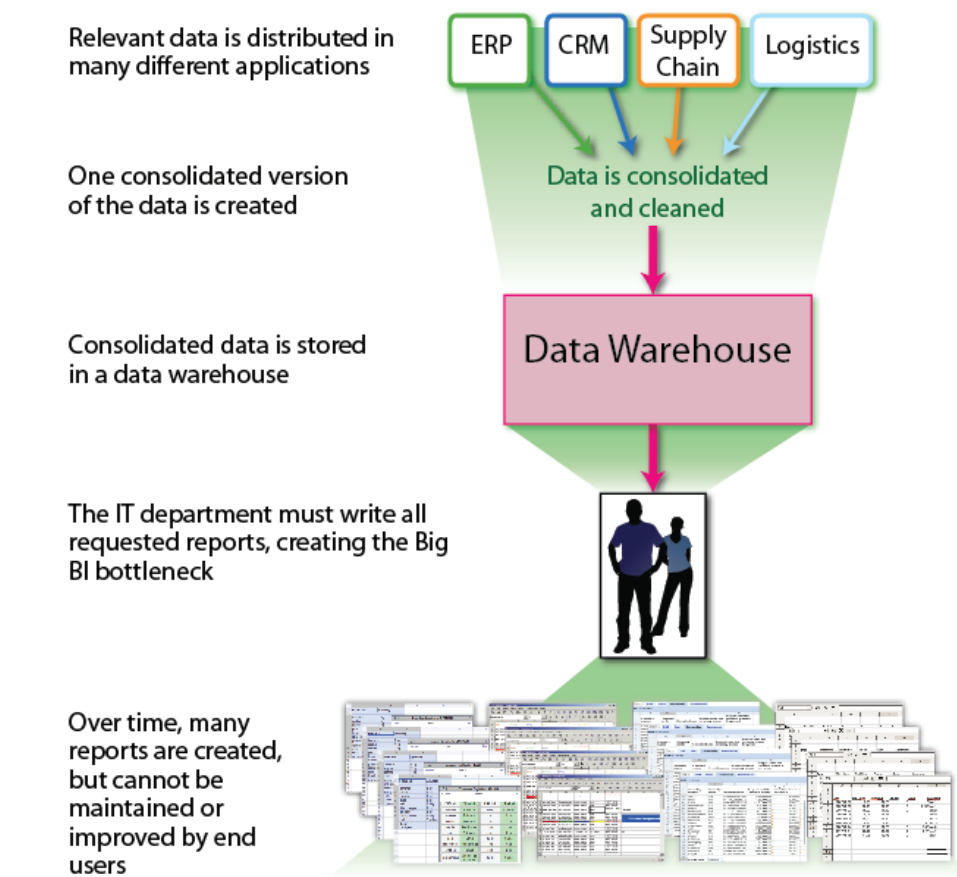 Relevant data is distributed in
many different applications
ERP
CRM
Supply
Chain
Logistics
One consolidated version
of the data is created
Data is consolidated
and cleaned
Consolidated data is stored
in a data warehouse
Data Warehouse
The IT department must write all
requested reports, creating the Big
BI bottleneck
Over time, many
reports are created,
but cannot be
maintained or
improved by end
users